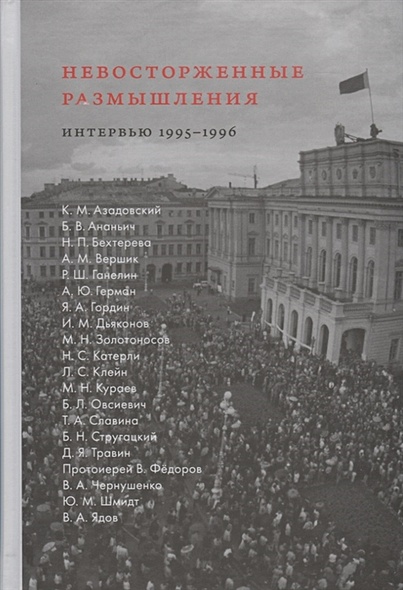 НЕВОСТОРЖЕННЫЕ
РАЗМЫШЛЕНИЯ
ИНТЕРВЬЮ 1995–1996
К. М. Азадовский
Б. В. Ананьич
Н. П. Бехтерева
А. М. Вершик
Р. Ш. Ганелин
А. Ю. Герман
Я. А. Гордин
И. М. Дьяконов
М. Н. Золотоносов
Н. С. Катерли
Л. С. Клейн
М. Н. Кураев
Б. Л. Овсиевич
Т. А. Славина
Б. Н. Стругацкий
Д. Я. Травин
Протоиерей В. Фёдоров
В. А. Чернушенко
Ю. М. Шмидт
В. А. Ядов